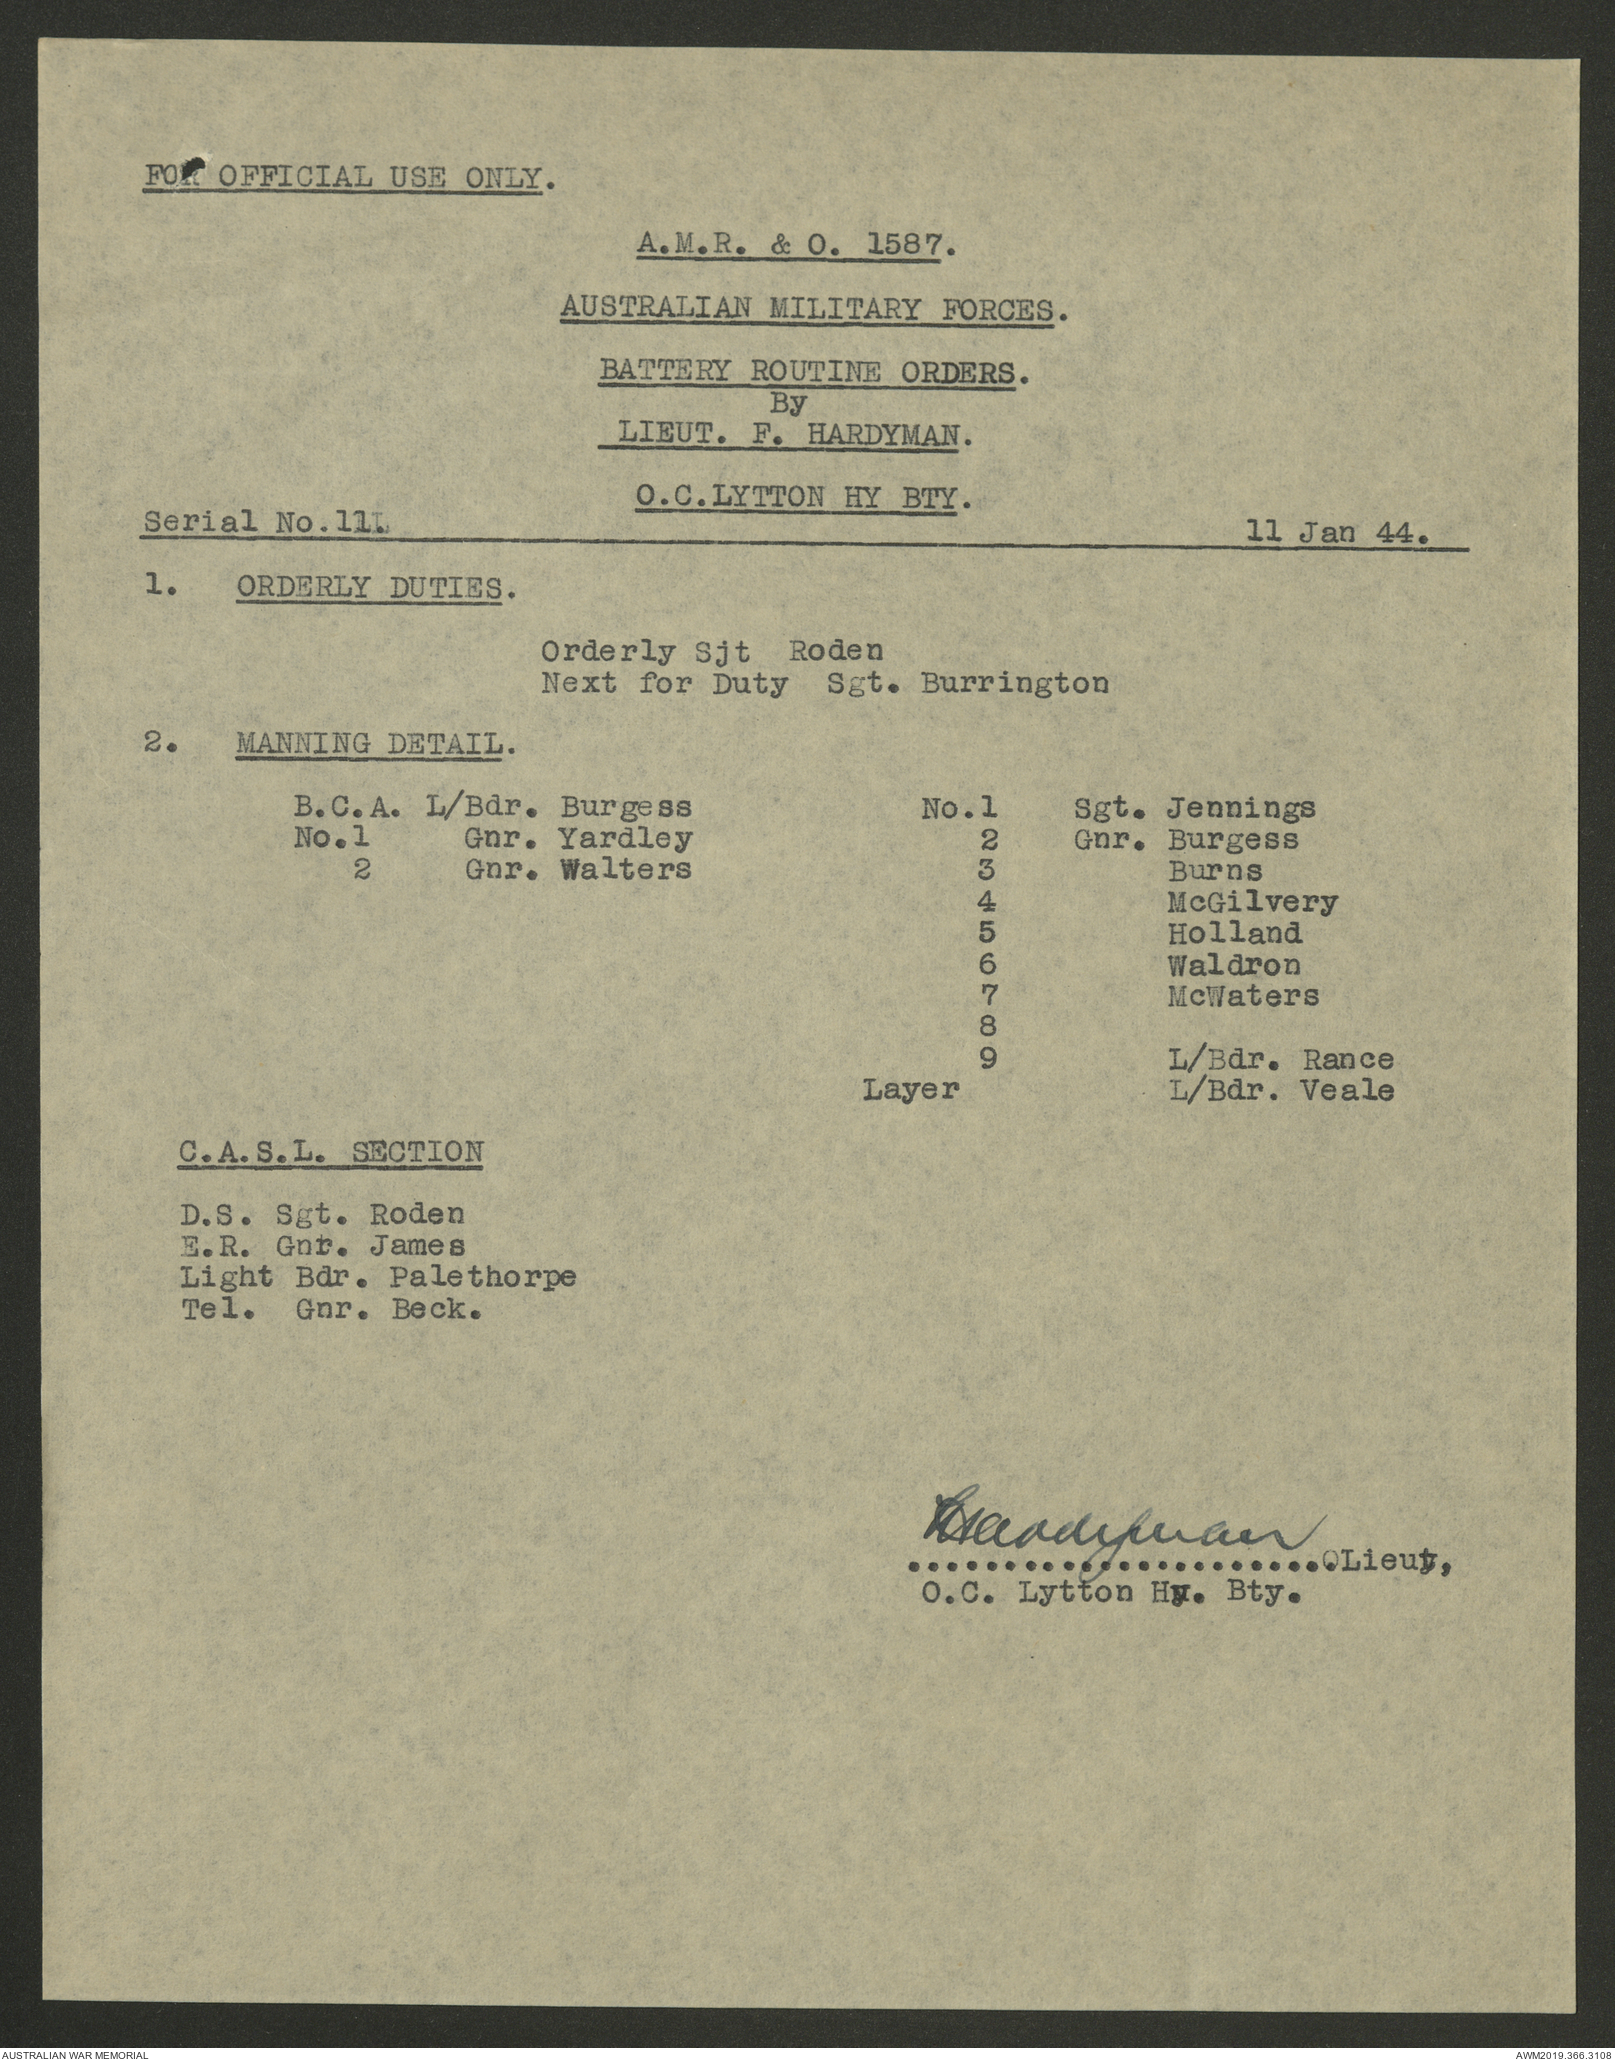 FOR OFFICIAL USE ONLY.
A.M.R. & O. 1587.
AUSTRALIAN MILITARY FORCES.
BATTERY ROUTINE ORDERS.
By
LIEUT. F. HARDYMAN.
O.C.LYTTON HY BTY.
Serial No.11. 11 Jan 44.
1. ORDERLY DUTIES.
Orderly Sjt Roden
Next for Duty Sgt. Burrington
2. MANNING DETAIL.
B.C.A. L/Bdr. Burgess No.1 Sgt. Jennings
No.1 Gnr. Yardley 2 Gnr. Burgess
2 Gnr. Walters 3 Burns
4 McGilvery
5 Holland
6 Waldron
7 McWaters
8
9 L/Bdr. Rance
Layer L/Bdr. Veale
C.A.S.L. SECTION
D.S. Sgt. Roden
E.R. Gnr. James
Light Bdr. Palethorpe
Tel. Gnr. Beck.
Hardyman
......................Lieut,
O.C. Lytton Hy. Bty.
AUSTRALIAN WAR MEMORIAL AWM2019.366.3108